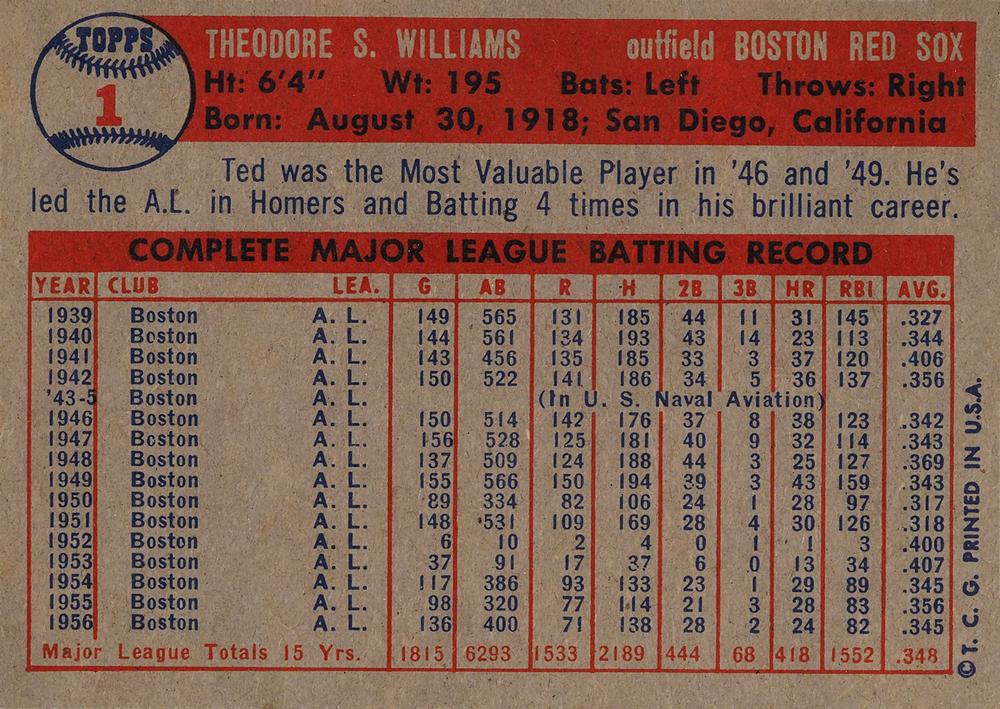 TOPPS
1
THEODORE S. WILLIAMS outfield BOSTON RED SOX
Ht: 6'4" Wt: 195 Bats: Left Throws: Right
Born: August 30, 1918; San Diego, California
Ted was the Most Valuable Player in '46 and '49. He's
led the A.L. in Homers and Batting 4 times in his brilliant career.
COMPLETE MAJOR LEAGUE BATTING RECORD
YEAR CLUB LEA. G AB R H 2B 3B HR RBI AVG.
1939 Boston A. L. 149 565 131 185 44 11 31 145 .327
1940 Boston A. L. 144 561 134 193 43 14 23 113 .344
1941 Boston A. L. 143 456 135 185 33 3 37 120 .406
1942 Boston A. L. 150 522 141 186 34 5 36 137 .356
'43-5 Boston A. L. (In U. S. Naval Aviation)
1946 Boston A. L. 150 514 142 176 37 8 38 123 .342
1947 Boston A. L. 156 528 125 181 40 9 32 114 .343
1948 Boston A. L. 137 509 124 188 44 3 25 127 .369
1949 Boston A. L. 155 566 150 194 39 3 43 159 .343
1950 Boston A. L. 89 334 82 106 24 1 28 97 .317
1951 Boston A. L. 148 531 109 169 28 4 30 126 .318
1952 Boston A. L. 6 10 2 4 0 1 1 3 .400
1953 Boston A. L. 37 91 17 37 6 0 13 34 .407
1954 Boston A. L. 117 386 93 133 23 1 29 89 .345
1955 Boston A. L. 98 320 77 114 21 3 28 83 .356
1956 Boston A. L. 136 400 71 138 28 2 24 82 .345
Major League Totals 15 Yrs. 1815 6293 1533 2189 444 68 418 1552 .348
© T. C. G. PRINTED IN U.S.A.